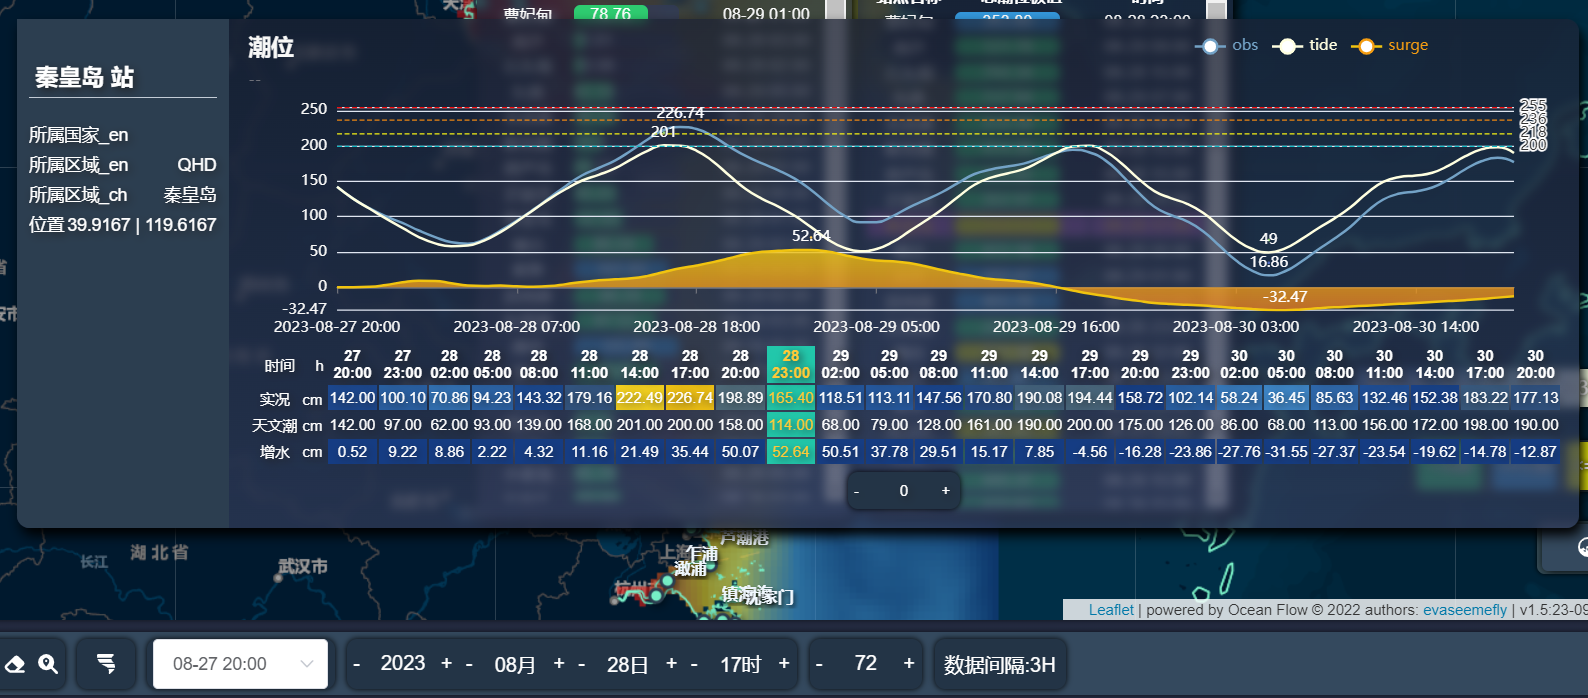 曹妃甸 78.76 08-29 01:00
潮位
obs tide surge
秦皇岛 站
--
所属国家_en
所属区域_en QHD
所属区域_ch 秦皇岛
位置 39.9167 | 119.6167
250
200
150
100
50
0
-32.47
226.74
201
52.64
49
16.86
-32.47
255
236
218
200
2023-08-27 20:00 2023-08-28 07:00 2023-08-28 18:00 2023-08-29 05:00 2023-08-29 16:00 2023-08-30 03:00 2023-08-30 14:00
27 27 28 28 28 28 28 28 28 28 29 29 29 29 29 29 29 29 30 30 30 30 30 30 30
时间 h 20:00 23:00 02:00 05:00 08:00 11:00 14:00 17:00 20:00 23:00 02:00 05:00 08:00 11:00 14:00 17:00 20:00 23:00 02:00 05:00 08:00 11:00 14:00 17:00 20:00
实况 cm 142.00 100.10 70.86 94.23 143.32 179.16 222.49 226.74 198.89 165.40 118.51 113.11 147.56 170.80 190.08 194.44 158.72 102.14 58.24 36.45 85.63 132.46 152.38 183.22 177.13
天文潮 cm 142.00 97.00 62.00 93.00 139.00 168.00 201.00 200.00 158.00 114.00 68.00 79.00 128.00 161.00 190.00 200.00 175.00 126.00 86.00 68.00 113.00 156.00 172.00 198.00 190.00
增水 cm 0.52 9.22 8.86 2.22 4.32 11.16 21.49 35.44 50.07 52.64 50.51 37.78 29.51 15.17 7.85 -4.56 -16.28 -23.86 -27.76 -31.55 -27.37 -23.54 -19.62 -14.78 -12.87
- 0 +
芦潮港
长江 湖北省 上海 乍浦
武汉市 澉浦
杭州
沈家门
Leaflet | powered by Ocean Flow © 2022 authors: evaseemefly | v1.5:23-09
08-27 20:00 - 2023 + - 08月 + - 28日 + - 17时 + - 72 + 数据间隔:3H